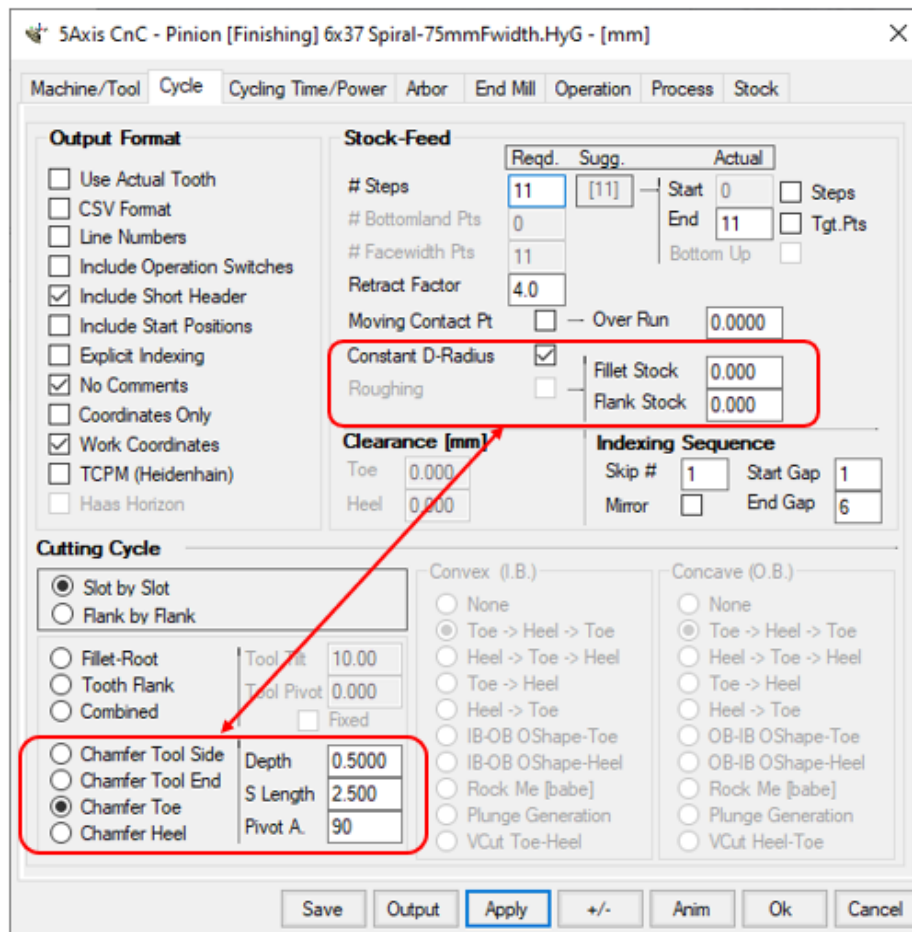 5Axis CnC - Pinion [Finishing] 6x37 Spiral-75mmFwidth.HyG - [mm]
Machine/Tool Cycle Cycling Time/Power Arbor End Mill Operation Process Stock
Output Format
Use Actual Tooth
CSV Format
Line Numbers
Include Operation Switches
Include Short Header
Include Start Positions
Explicit Indexing
No Comments
Coordinates Only
Work Coordinates
TCPM (Heidenhain)
Haas Horizon
Stock-Feed
Reqd. Sugg. Actual
# Steps 11 [11] Start 0 Steps
# Bottomland Pts 0 End 11 Tgt.Pts
# Facewidth Pts 11 Bottom Up
Retract Factor 4.0
Moving Contact Pt Over Run 0.0000
Constant D-Radius Fillet Stock 0.000
Roughing Flank Stock 0.000
Clearance [mm]
Toe 0.000
Heel 0.000
Indexing Sequence
Skip # 1 Start Gap 1
Mirror End Gap 6
Cutting Cycle
Slot by Slot
Flank by Flank
Fillet-Root Tool Tilt 10.00
Tooth Flank Tool Pivot 0.000
Combined Fixed
Chamfer Tool Side Depth 0.5000
Chamfer Tool End S Length 2.500
Chamfer Toe Pivot A. 90
Chamfer Heel
Convex (I.B.)
None
Toe -> Heel -> Toe
Heel -> Toe -> Heel
Toe -> Heel
Heel -> Toe
IB-OB OShape-Toe
IB-OB OShape-Heel
Rock Me [babe]
Plunge Generation
VCut Toe-Heel
Concave (O.B.)
None
Toe -> Heel -> Toe
Heel -> Toe -> Heel
Toe -> Heel
Heel -> Toe
OB-IB OShape-Toe
OB-IB OShape-Heel
Rock Me [babe]
Plunge Generation
VCut Heel-Toe
Save Output Apply +/- Anim Ok Cancel